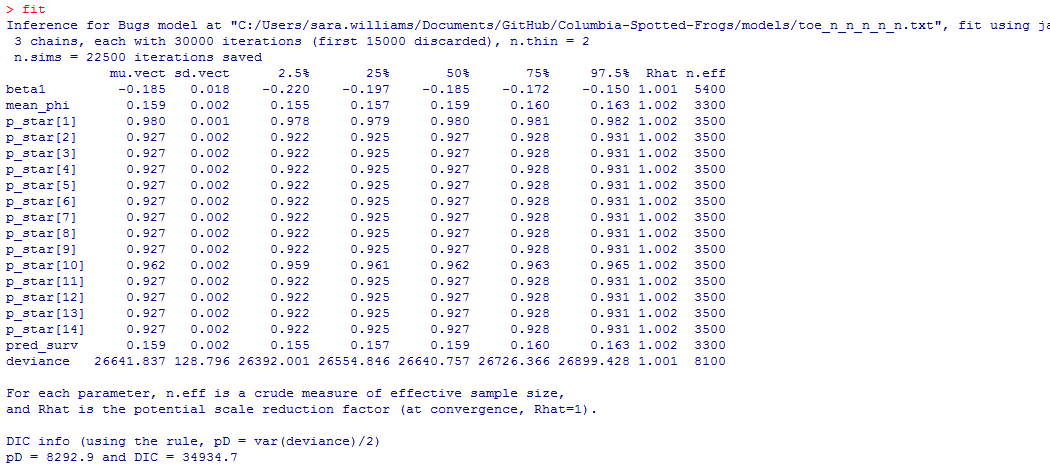 > fit
Inference for Bugs model at "C:/Users/sara.williams/Documents/GitHub/Columbia-Spotted-Frogs/models/toe_n_n_n_n_n.txt", fit using
3 chains, each with 30000 iterations (first 15000 discarded), n.thin = 2
n.sims = 22500 iterations saved
mu.vect sd.vect 2.5% 25% 50% 75% 97.5% Rhat n.eff
beta1 -0.185 0.018 -0.220 -0.197 -0.185 -0.172 -0.150 1.001 5400
mean_phi 0.159 0.002 0.155 0.157 0.159 0.160 0.163 1.002 3300
p_star[1] 0.980 0.001 0.978 0.979 0.980 0.981 0.982 1.002 3500
p_star[2] 0.927 0.002 0.922 0.925 0.927 0.928 0.931 1.002 3500
p_star[3] 0.927 0.002 0.922 0.925 0.927 0.928 0.931 1.002 3500
p_star[4] 0.927 0.002 0.922 0.925 0.927 0.928 0.931 1.002 3500
p_star[5] 0.927 0.002 0.922 0.925 0.927 0.928 0.931 1.002 3500
p_star[6] 0.927 0.002 0.922 0.925 0.927 0.928 0.931 1.002 3500
p_star[7] 0.927 0.002 0.922 0.925 0.927 0.928 0.931 1.002 3500
p_star[8] 0.927 0.002 0.922 0.925 0.927 0.928 0.931 1.002 3500
p_star[9] 0.927 0.002 0.922 0.925 0.927 0.928 0.931 1.002 3500
p_star[10] 0.962 0.002 0.959 0.961 0.962 0.963 0.965 1.002 3500
p_star[11] 0.927 0.002 0.922 0.925 0.927 0.928 0.931 1.002 3500
p_star[12] 0.927 0.002 0.922 0.925 0.927 0.928 0.931 1.002 3500
p_star[13] 0.927 0.002 0.922 0.925 0.927 0.928 0.931 1.002 3500
p_star[14] 0.927 0.002 0.922 0.925 0.927 0.928 0.931 1.002 3500
pred_surv 0.159 0.002 0.155 0.157 0.159 0.160 0.163 1.002 3300
deviance 26641.837 128.796 26392.001 26554.846 26640.757 26726.366 26899.428 1.001 8100
For each parameter, n.eff is a crude measure of effective sample size,
and Rhat is the potential scale reduction factor (at convergence, Rhat=1).
DIC info (using the rule, pD = var(deviance)/2)
pD = 8292.9 and DIC = 34934.7